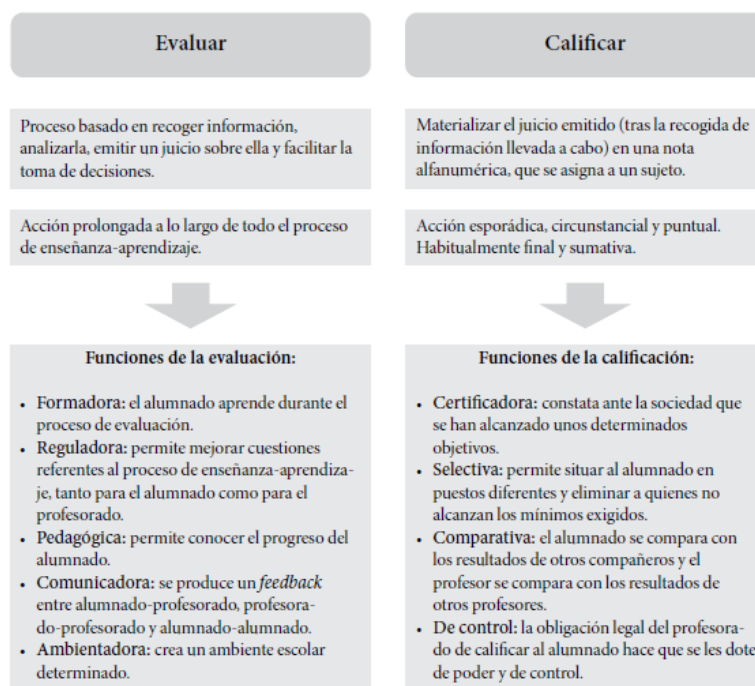 Evaluar
Proceso basado en recoger información,
analizarla, emitir un juicio sobre ella y facilitar la
toma de decisiones.
Acción prolongada a lo largo de todo el proceso
de enseñanza-aprendizaje.
Funciones de la evaluación:
• Formadora: el alumnado aprende durante el
proceso de evaluación.
• Reguladora: permite mejorar cuestiones
referentes al proceso de enseñanza-aprendiza-
je, tanto para el alumnado como para el
profesorado.
• Pedagógica: permite conocer el progreso del
alumnado.
• Comunicadora: se produce un feedback
entre alumnado-profesorado, profesora-
do-profesorado y alumnado-alumnado.
• Ambientadora: crea un ambiente escolar
determinado.
Calificar
Materializar el juicio emitido (tras la recogida de
información llevada a cabo) en una nota
alfanumérica, que se asigna a un sujeto.
Acción esporádica, circunstancial y puntual.
Habitualmente final y sumativa.
Funciones de la calificación:
• Certificadora: constata ante la sociedad que
se han alcanzado unos determinados
objetivos.
• Selectiva: permite situar al alumnado en
puestos diferentes y eliminar a quienes no
alcanzan los mínimos exigidos.
• Comparativa: el alumnado se compara con
los resultados de otros compañeros y el
profesor se compara con los resultados de
otros profesores.
• De control: la obligación legal del profesora-
do de calificar al alumnado hace que se les dote
de poder y de control.